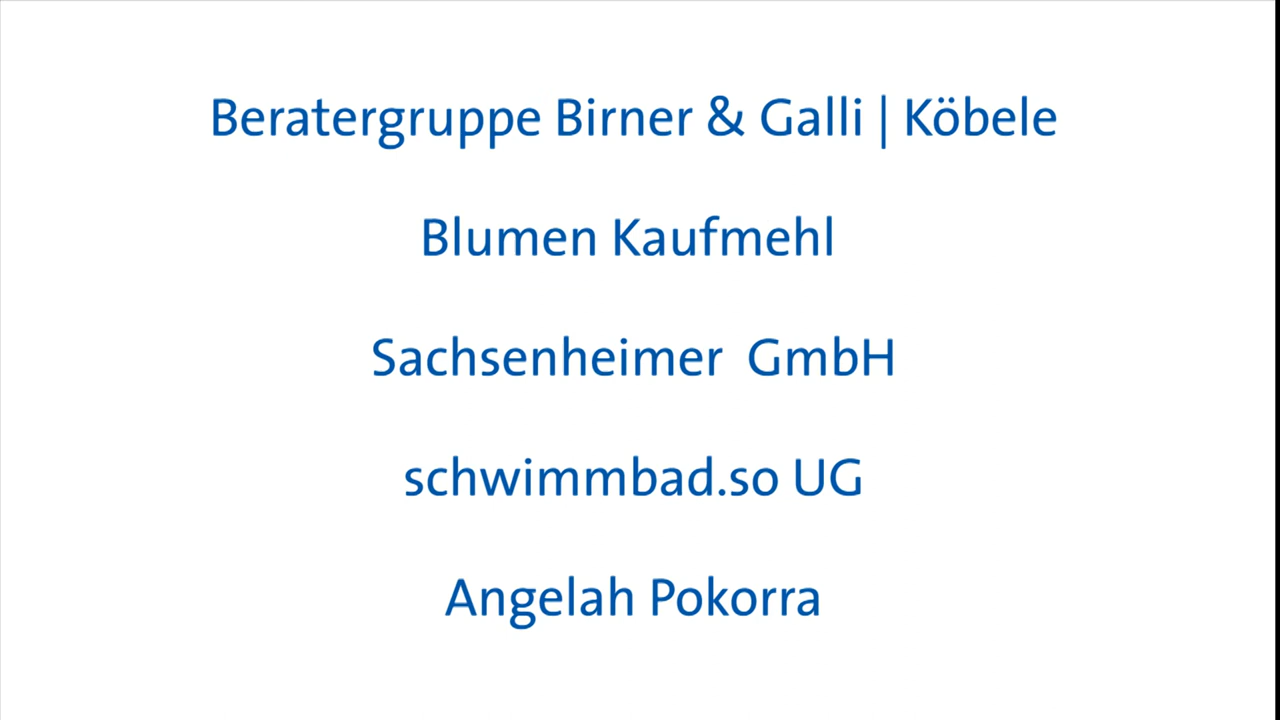 Beratergruppe Birner & Galli | Köbele
Blumen Kaufmehl
Sachsenheimer  GmbH
schwimmbad.so UG
Angelah Pokorra